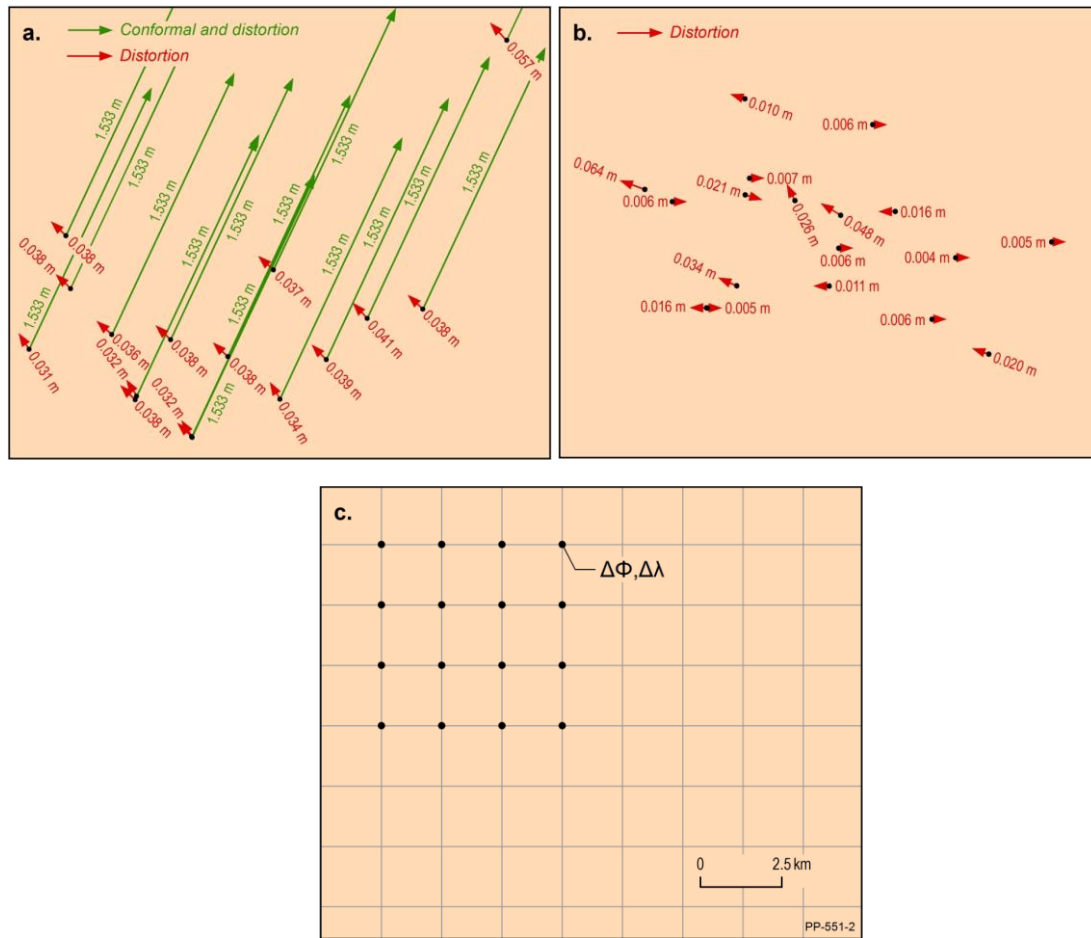 a.
Conformal and distortion
Distortion
1.533 m
1.533 m
1.533 m
1.533 m
1.533 m
1.533 m
1.533 m
1.533 m
1.533 m
1.533 m
1.533 m
1.533 m
1.533 m
0.057 m
0.038 m
0.038 m
0.031 m
0.036 m
0.032 m
0.038 m
0.038 m
0.032 m
0.038 m
0.037 m
0.034 m
0.039 m
0.041 m
0.038 m
b.
Distortion
0.010 m
0.006 m
0.064 m
0.006 m
0.021 m
0.007 m
0.026 m
0.048 m
0.016 m
0.006 m
0.004 m
0.005 m
0.034 m
0.011 m
0.016 m
0.005 m
0.006 m
0.020 m
c.
ΔΦ,Δλ
0 2.5 km
PP-551-2